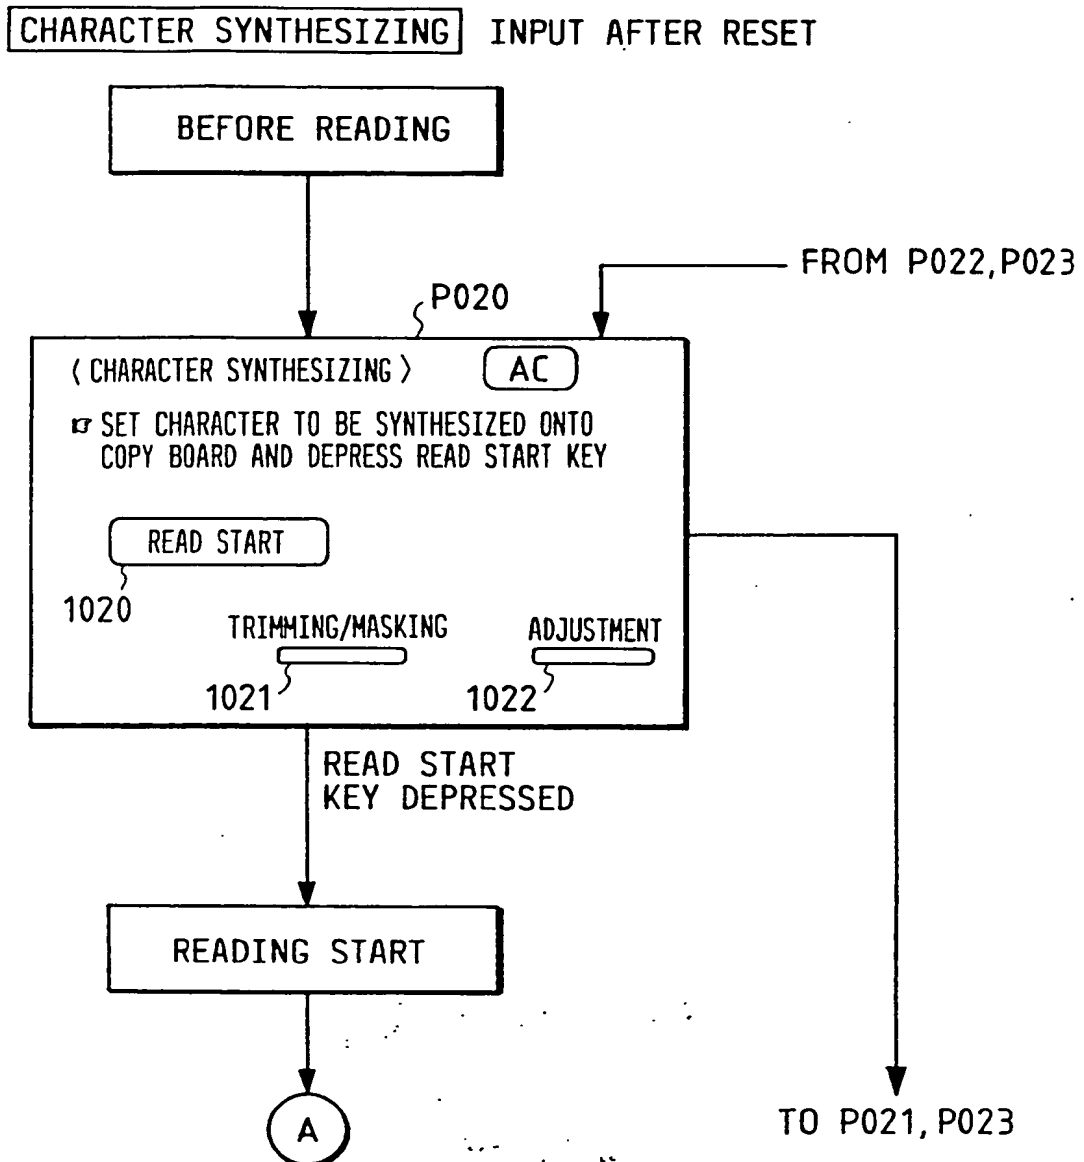 CHARACTER SYNTHESIZING INPUT AFTER RESET
BEFORE READING
FROM P022, P023
P020
〈 CHARACTER SYNTHESIZING 〉 AC
☞ SET CHARACTER TO BE SYNTHESIZED ONTO
COPY BOARD AND DEPRESS READ START KEY
READ START
1020
TRIMMING/MASKING ADJUSTMENT
1021 1022
READ START
KEY DEPRESSED
READING START
A
TO P021, P023